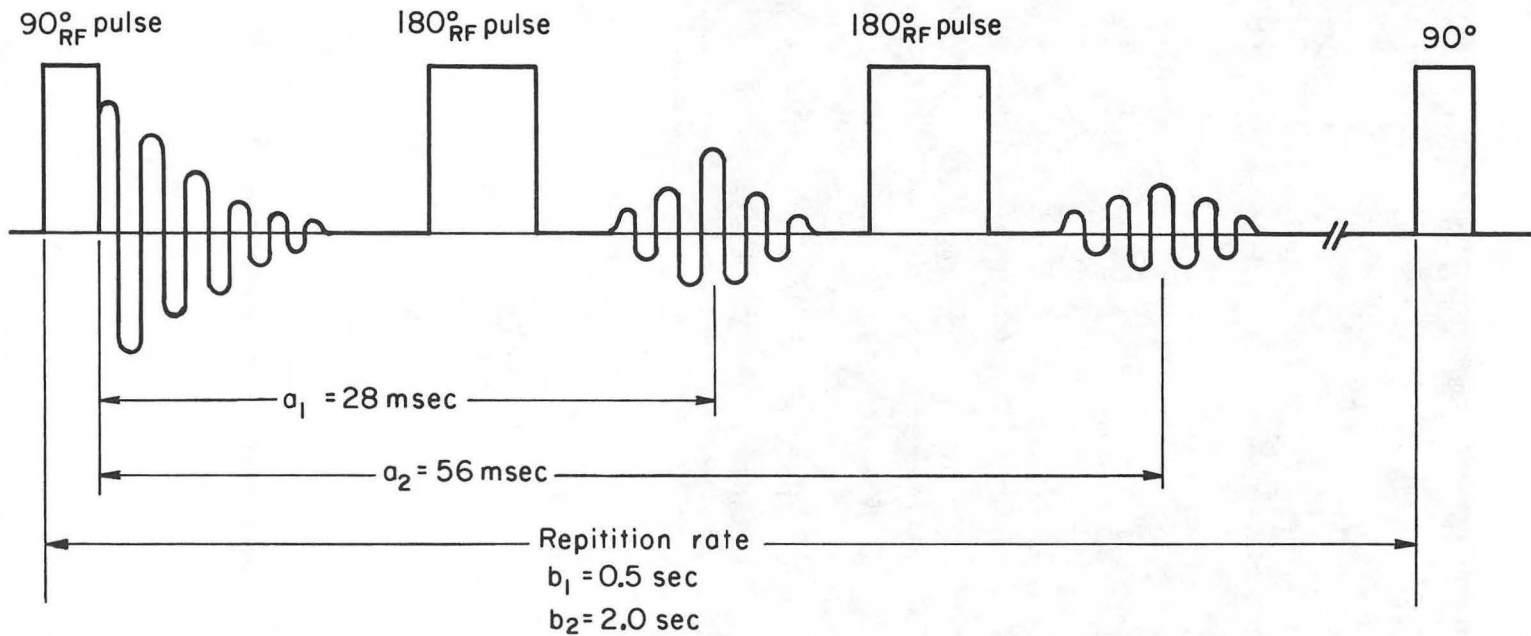 90°RF pulse
180°RF pulse
180°RF pulse
90°
a1 = 28 msec
a2 = 56 msec
Repitition rate
b1 = 0.5 sec
b2 = 2.0 sec